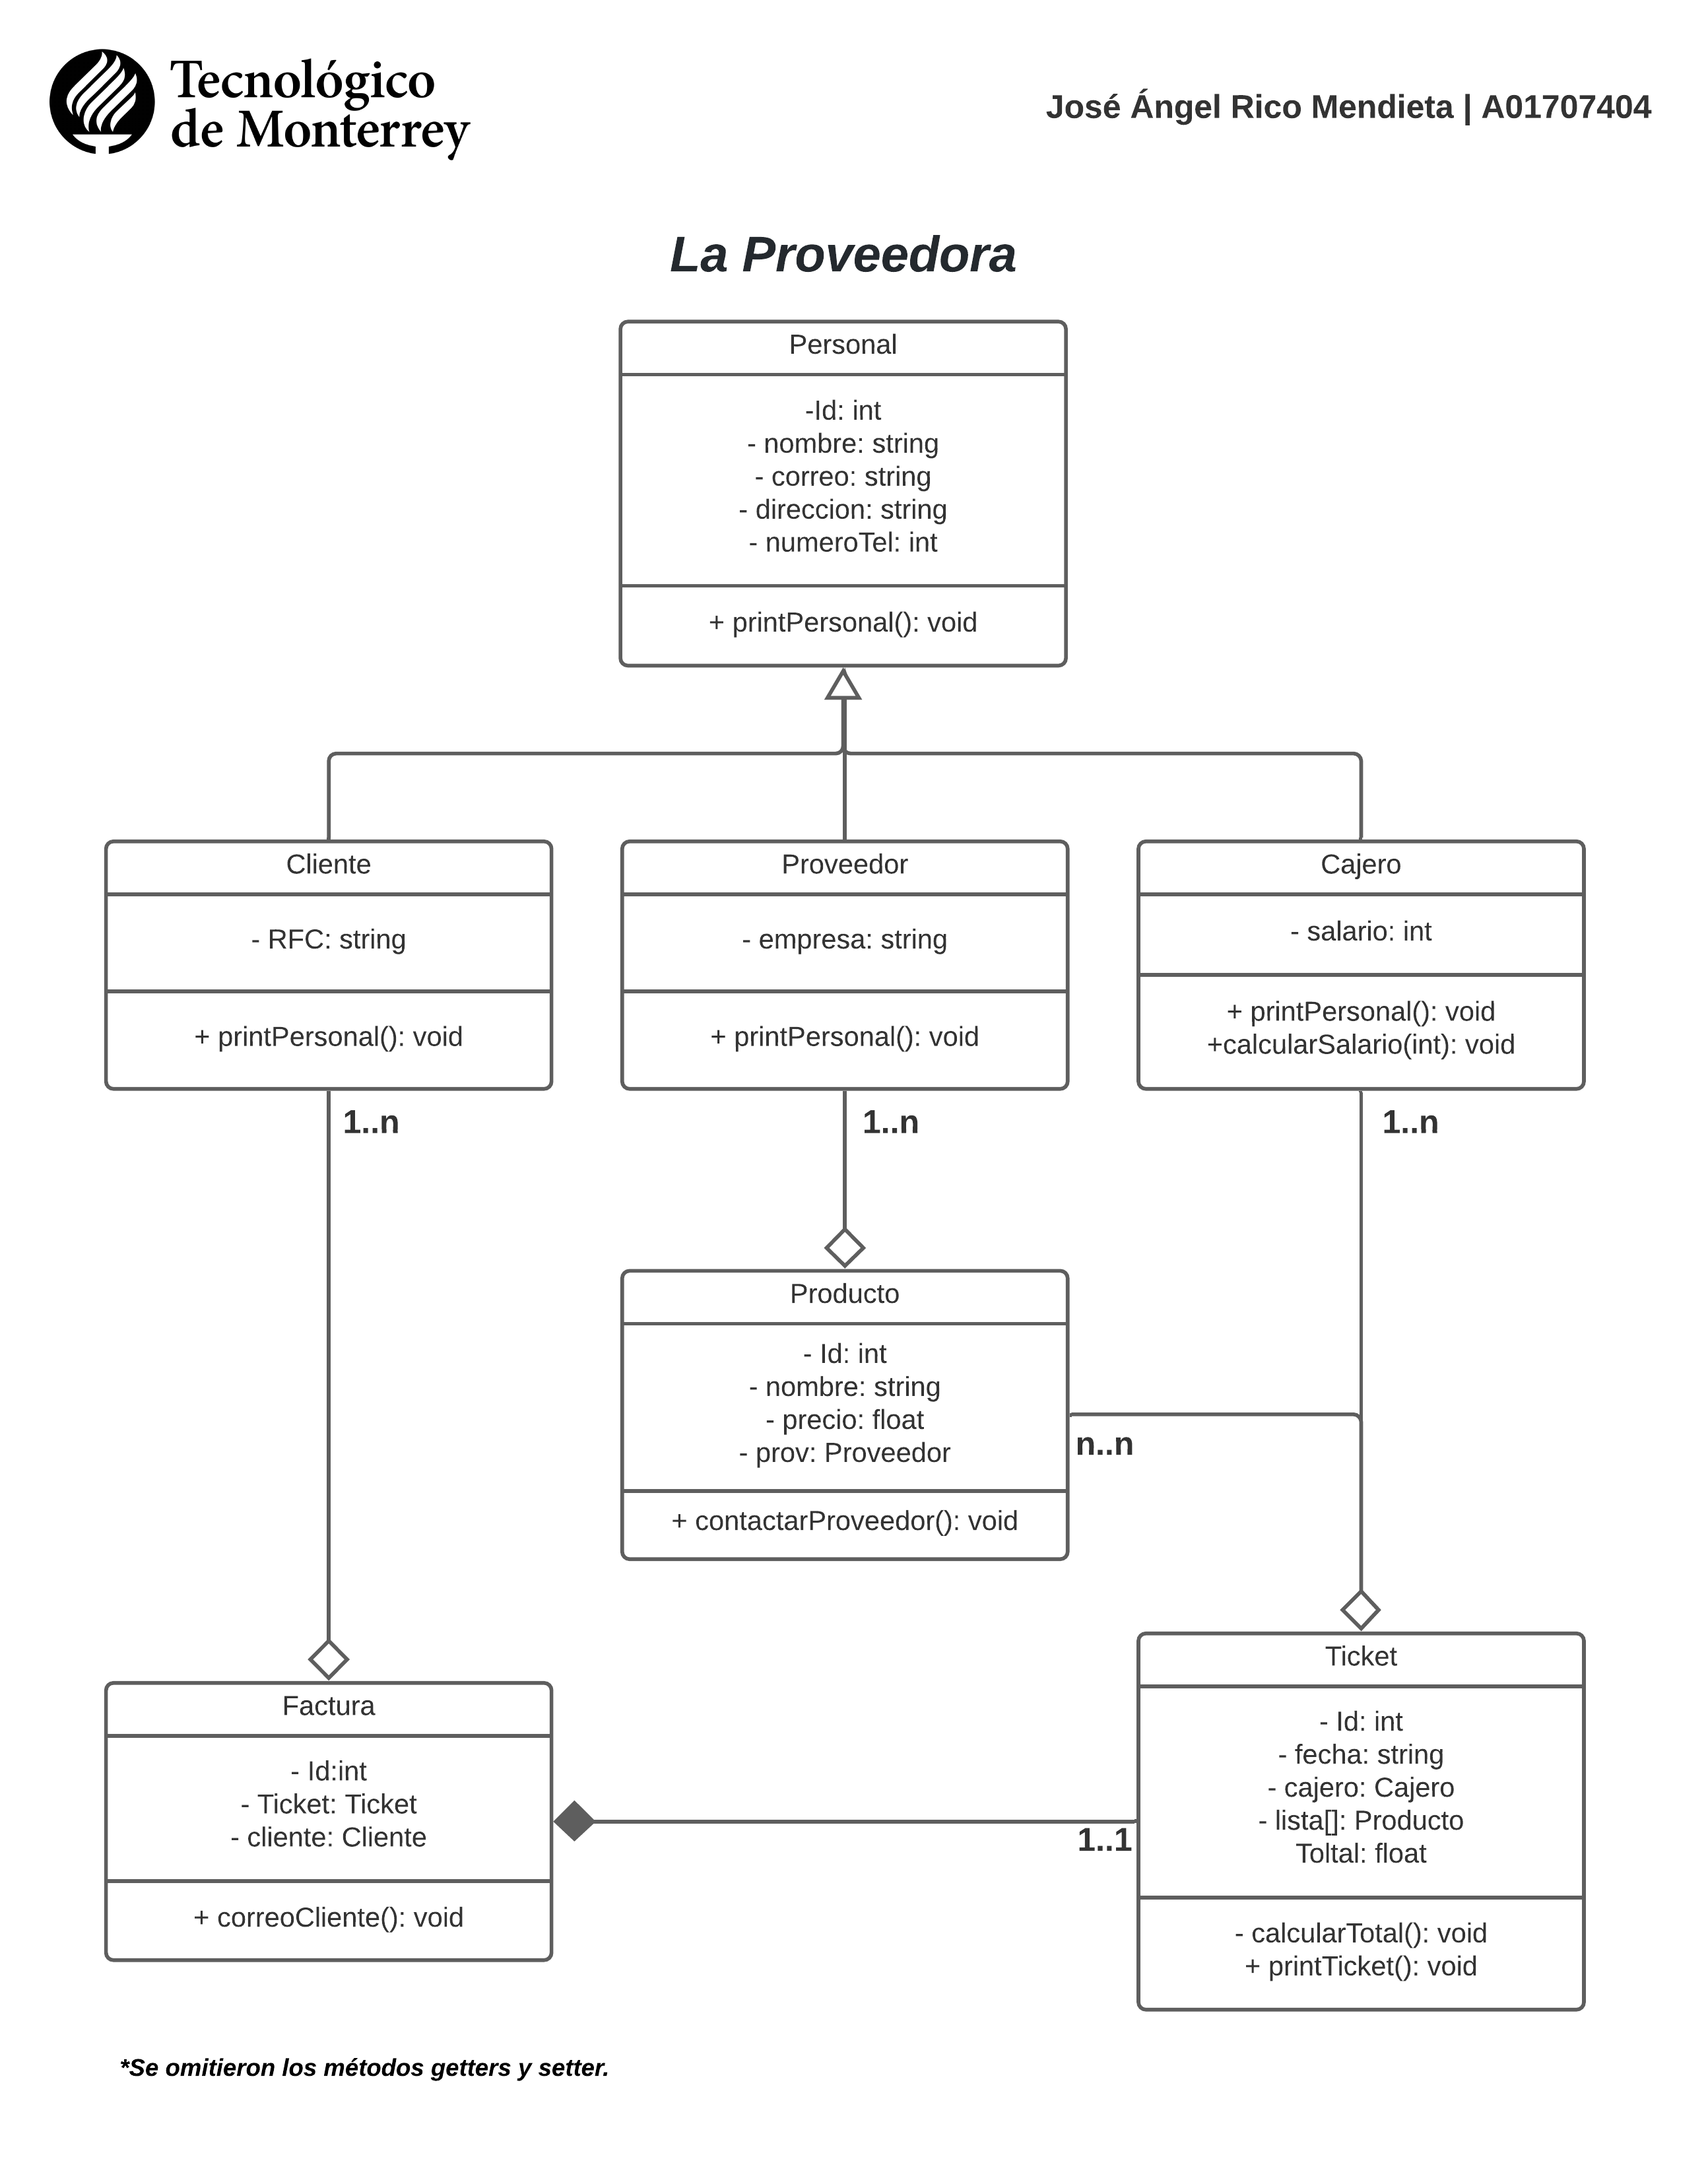 Tecnológico
de Monterrey
José Ángel Rico Mendieta | A01707404
La Proveedora
Personal
-Id: int
- nombre: string
- correo: string
- direccion: string
- numeroTel: int
+ printPersonal(): void
Cliente
- RFC: string
+ printPersonal(): void
1..n
Proveedor
- empresa: string
+ printPersonal(): void
1..n
Cajero
- salario: int
+ printPersonal(): void
+calcularSalario(int): void
1..n
Producto
- Id: int
- nombre: string
- precio: float
- prov: Proveedor
+ contactarProveedor(): void
n..n
Factura
- Id:int
- Ticket: Ticket
- cliente: Cliente
+ correoCliente(): void
1..1
Ticket
- Id: int
- fecha: string
- cajero: Cajero
- lista[]: Producto
Toltal: float
- calcularTotal(): void
+ printTicket(): void
*Se omitieron los métodos getters y setter.